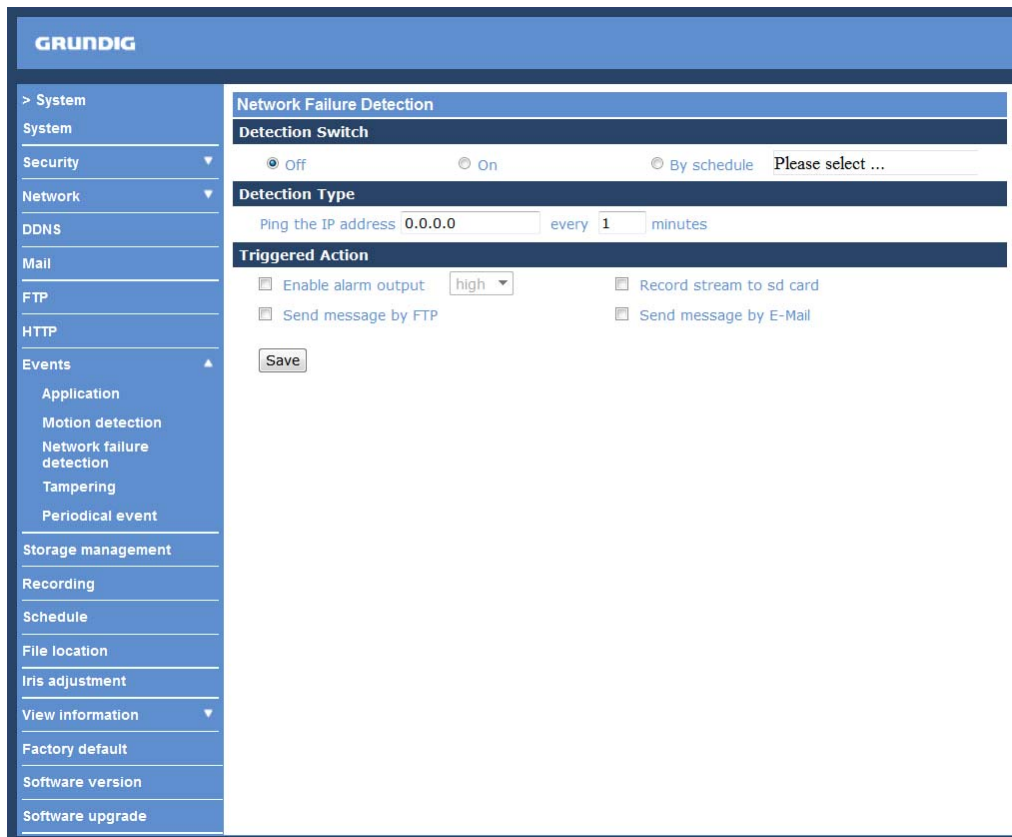 GRUNDIG
> System
System
Security
Network
DDNS
Mail
FTP
HTTP
Events
Application
Motion detection
Network failure
detection
Tampering
Periodical event
Storage management
Recording
Schedule
File location
Iris adjustment
View information
Factory default
Software version
Software upgrade
Network Failure Detection
Detection Switch
Off On By schedule Please select ...
Detection Type
Ping the IP address 0.0.0.0 every 1 minutes
Triggered Action
Enable alarm output high Record stream to sd card
Send message by FTP Send message by E-Mail
Save